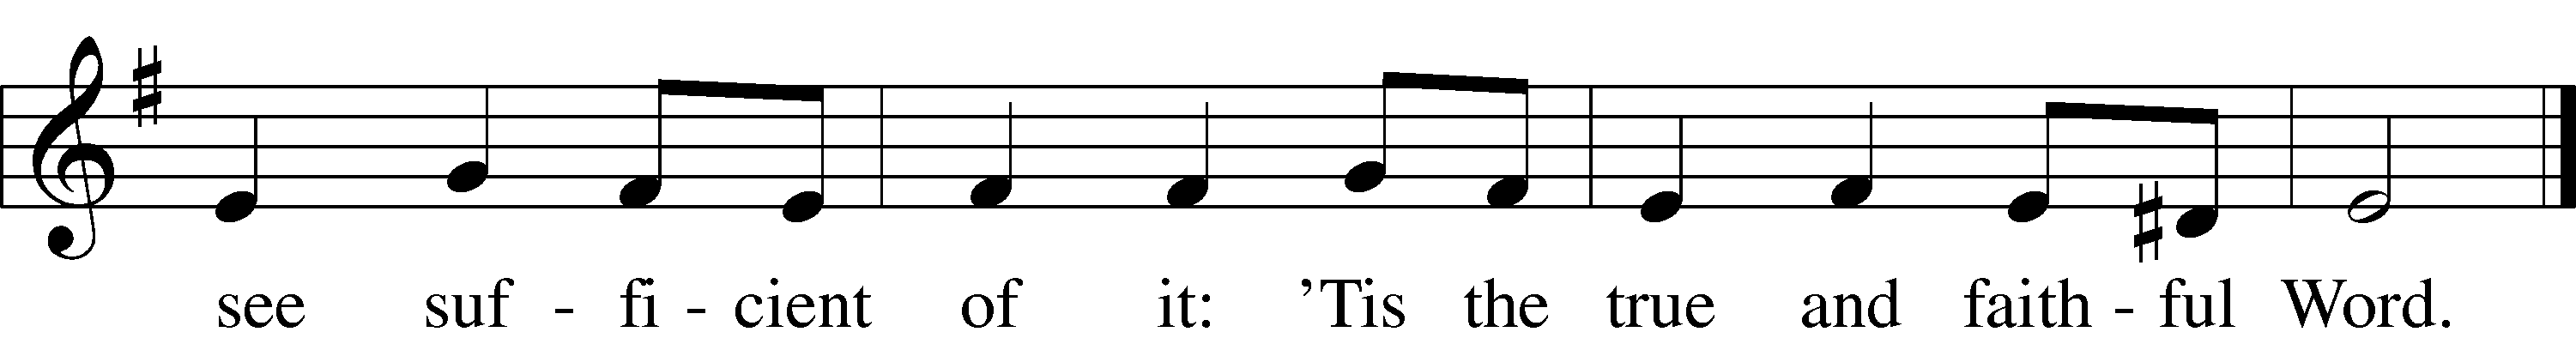 see suf - fi - cient of it: ’Tis the true and faith - ful Word.